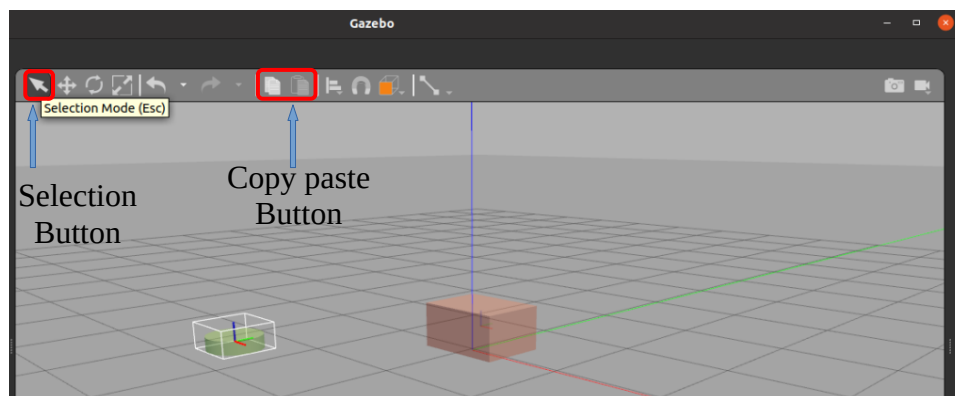 Gazebo
Selection Mode (Esc)
Selection
Button
Copy paste
Button